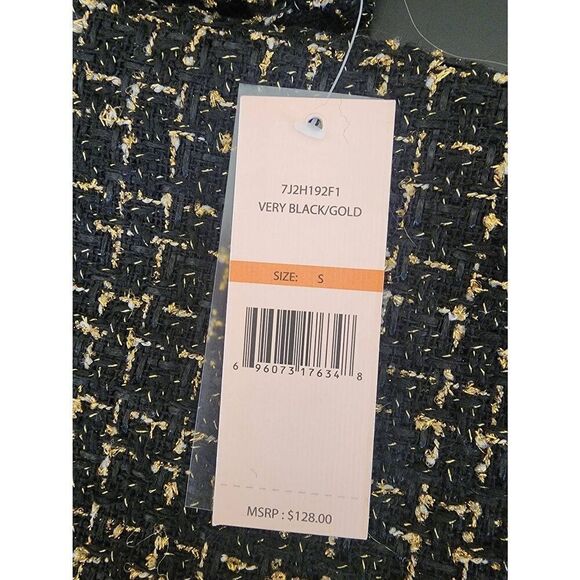 7J2H192F1
VERY BLACK/GOLD
SIZE: S
6 96073 17634 8
MSRP : $128.00